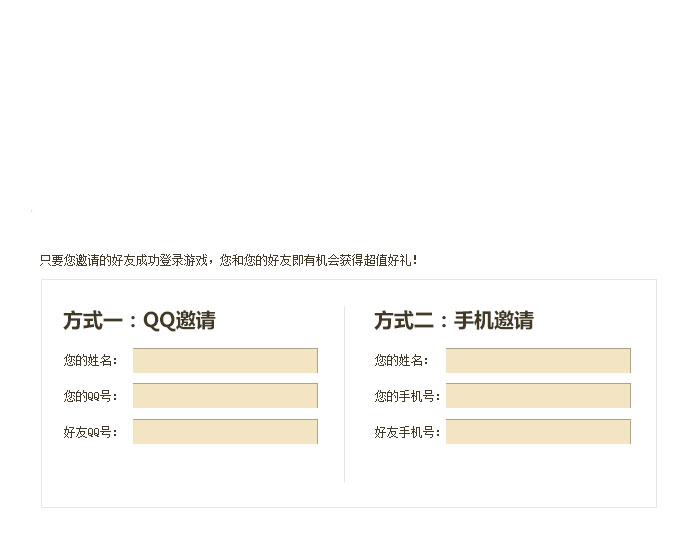 只要您邀请的好友成功登录游戏，您和您的好友即有机会获得超值好礼！
方式一：QQ邀请
您的姓名：
您的QQ号：
好友QQ号：
方式二：手机邀请
您的姓名：
您的手机号：
好友手机号：